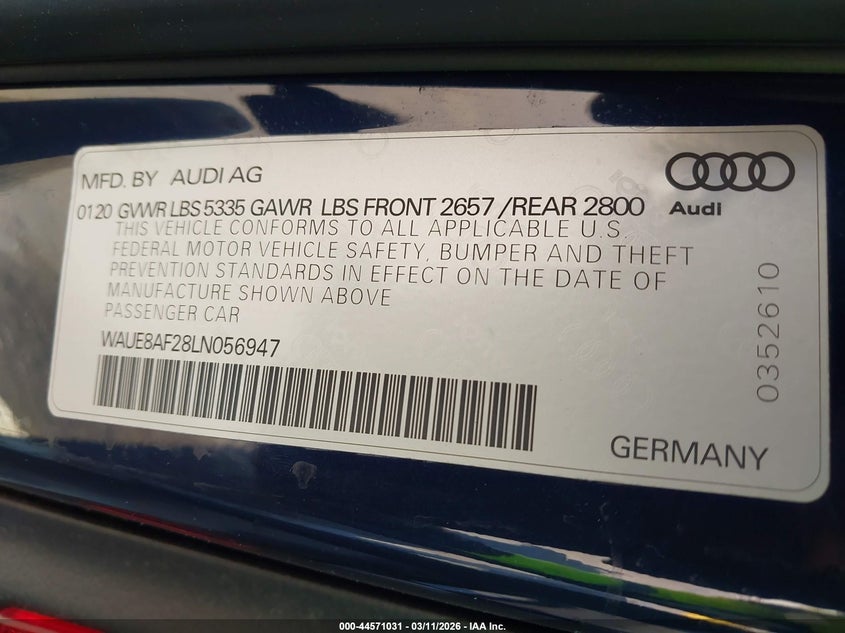 MFD. BY AUDI AG
Audi
0120 GVWR LBS 5335 GAWR LBS FRONT 2657 /REAR 2800
THIS VEHICLE CONFORMS TO ALL APPLICABLE U.S.
FEDERAL MOTOR VEHICLE SAFETY, BUMPER AND THEFT
PREVENTION STANDARDS IN EFFECT ON THE DATE OF
MANUFACTURE SHOWN ABOVE
PASSENGER CAR
WAUE8AF28LN056947
0352610
GERMANY
000-44571031 - 03/11/2026 - IAA Inc.